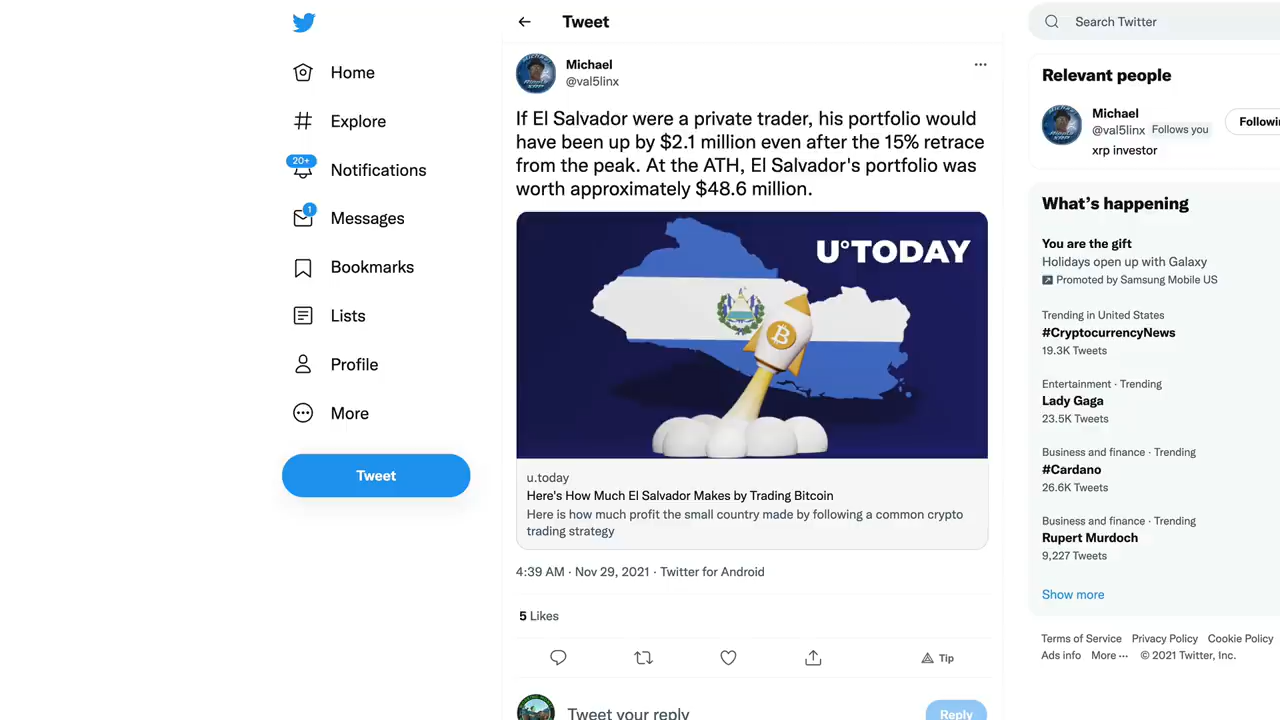 Home
Explore
20+
Notifications
1
Messages
Bookmarks
Lists
Profile
More
Tweet
Tweet
Michael
@val5linx
If El Salvador were a private trader, his portfolio would
have been up by $2.1 million even after the 15% retrace
from the peak. At the ATH, El Salvador's portfolio was
worth approximately $48.6 million.
U°TODAY
u.today
Here's How Much El Salvador Makes by Trading Bitcoin
Here is how much profit the small country made by following a common crypto
trading strategy
4:39 AM · Nov 29, 2021 · Twitter for Android
5 Likes
Tip
Tweet your reply
Reply
Search Twitter
Relevant people
Michael
@val5linx Follows you
Followin
xrp investor
What's happening
You are the gift
Holidays open up with Galaxy
Promoted by Samsung Mobile US
Trending in United States
#CryptocurrencyNews
19.3K Tweets
Entertainment · Trending
Lady Gaga
23.5K Tweets
Business and finance · Trending
#Cardano
26.6K Tweets
Business and finance · Trending
Rupert Murdoch
9,227 Tweets
Show more
Terms of Service Privacy Policy Cookie Policy
Ads info More ··· © 2021 Twitter, Inc.